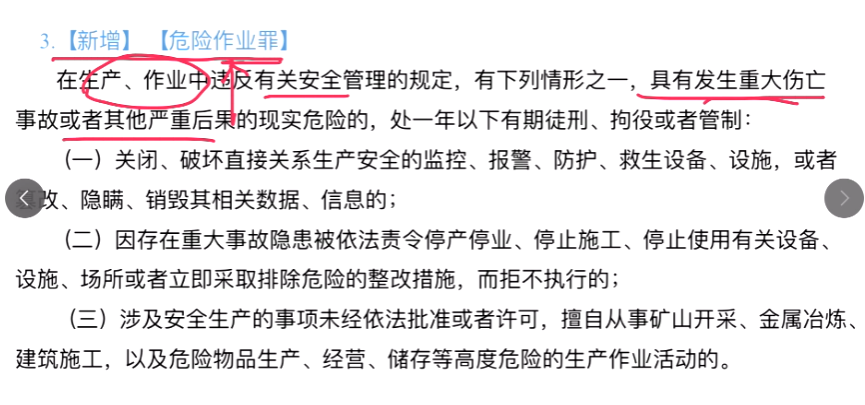 3.【新增】 【危险作业罪】
在生产、作业中违反有关安全管理的规定，有下列情形之一，具有发生重大伤亡
事故或者其他严重后果的现实危险的，处一年以下有期徒刑、拘役或者管制：
（一）关闭、破坏直接关系生产安全的监控、报警、防护、救生设备、设施，或者
篡改、隐瞒、销毁其相关数据、信息的；
（二）因存在重大事故隐患被依法责令停产停业、停止施工、停止使用有关设备、
设施、场所或者立即采取排除危险的整改措施，而拒不执行的；
（三）涉及安全生产的事项未经依法批准或者许可，擅自从事矿山开采、金属冶炼、
建筑施工，以及危险物品生产、经营、储存等高度危险的生产作业活动的。